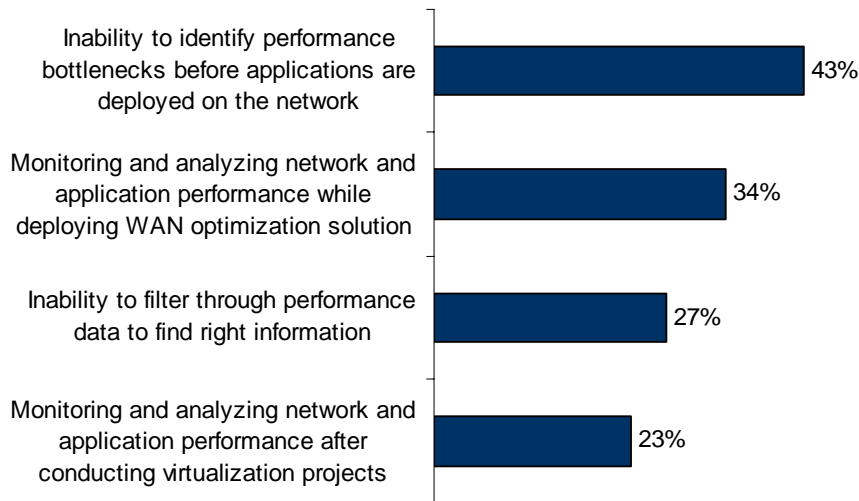 Inability to identify performance
bottlenecks before applications are
deployed on the network
43%
Monitoring and analyzing network and
application performance while
deploying WAN optimization solution
34%
Inability to filter through performance
data to find right information
27%
Monitoring and analyzing network and
application performance after
conducting virtualization projects
23%